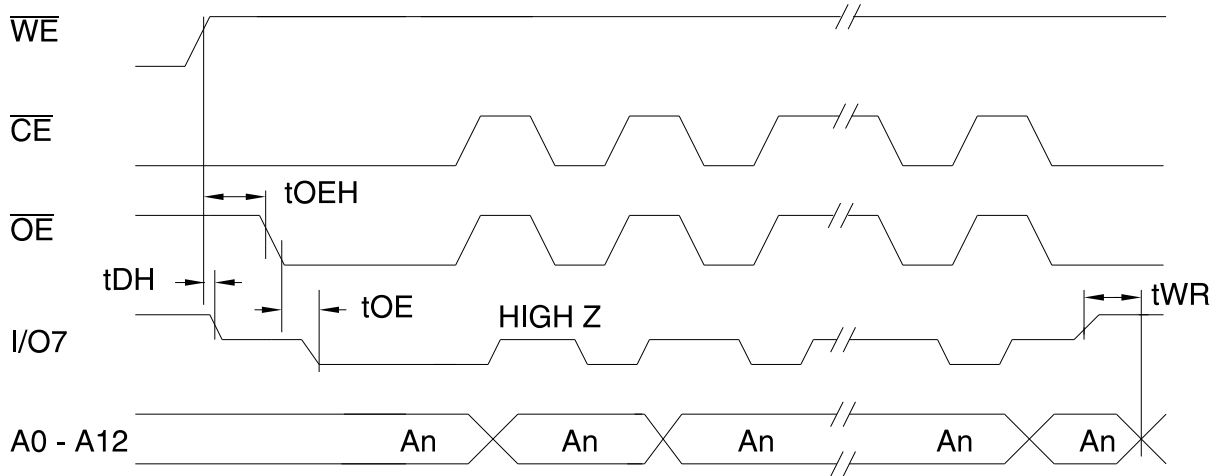 WE
CE
tOEH
OE
tDH
tOE
HIGH Z
tWR
I/O7
A0 - A12 An An An An An